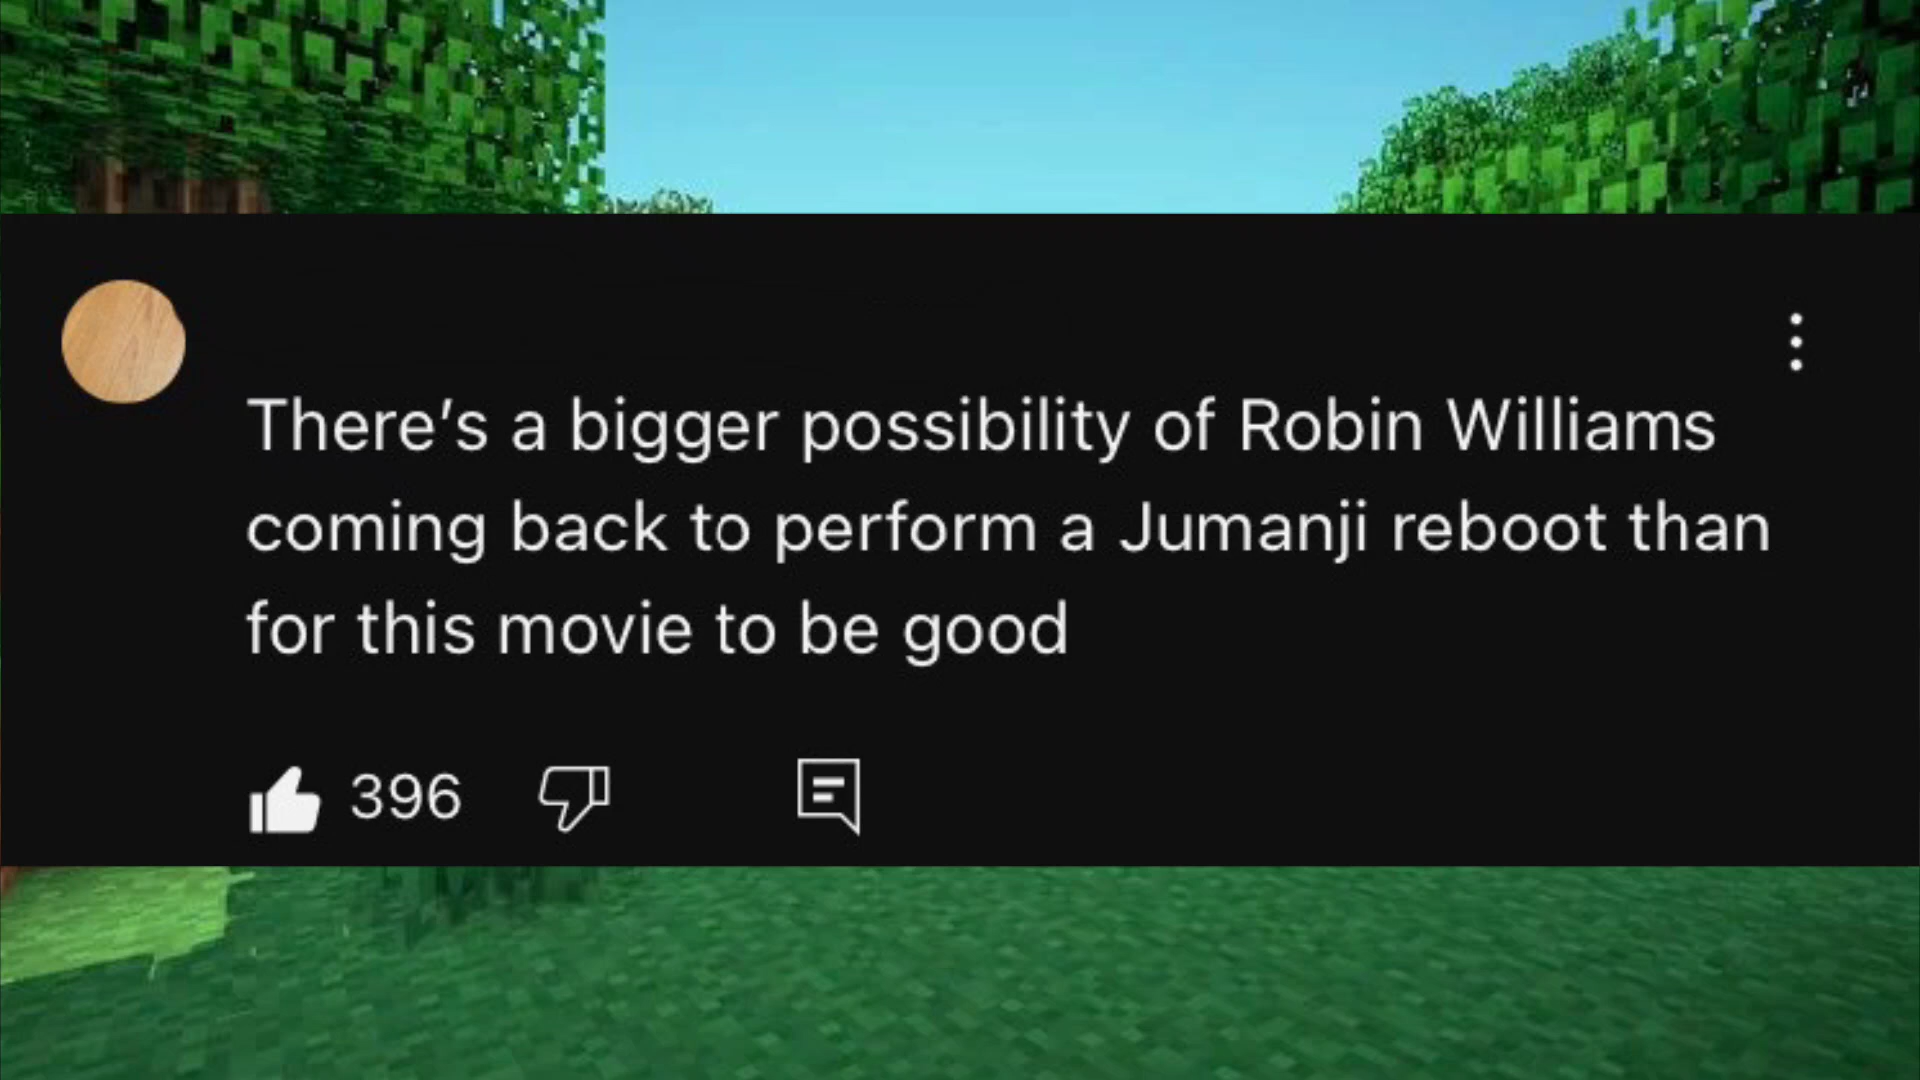 There’s a bigger possibility of Robin Williams
coming back to perform a Jumanji reboot than
for this movie to be good
396